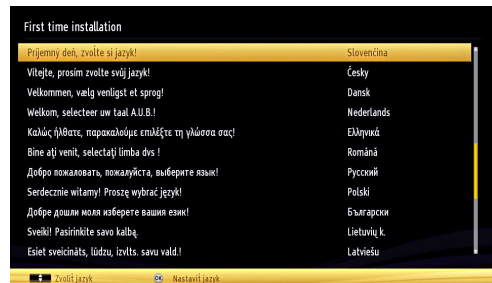 First time installation
Príjemný deň, zvoľte si jazyk! Slovenčina
Vítejte, prosím zvolte svůj jazyk! Česky
Velkommen, vælg venligst et sprog! Dansk
Welkom, selecteer uw taal A.U.B.! Nederlands
Καλώς ήλθατε, παρακαλούμε επιλέξτε τη γλώσσα σας! Ελληνικά
Bine aţi venit, selectaţi limba dvs ! Română
Добро пожаловать, пожалуйста, выберите язык! Русский
Serdecznie witamy! Proszę wybrać język! Polski
Добре дошли моля изберете вашия език! Български
Sveiki! Pasirinkite savo kalbą. Lietuvių k.
Esiet sveicināts, lūdzu, izvlts. savu vald.! Latviešu
Zvoliť jazyk OK Nastaviť jazyk